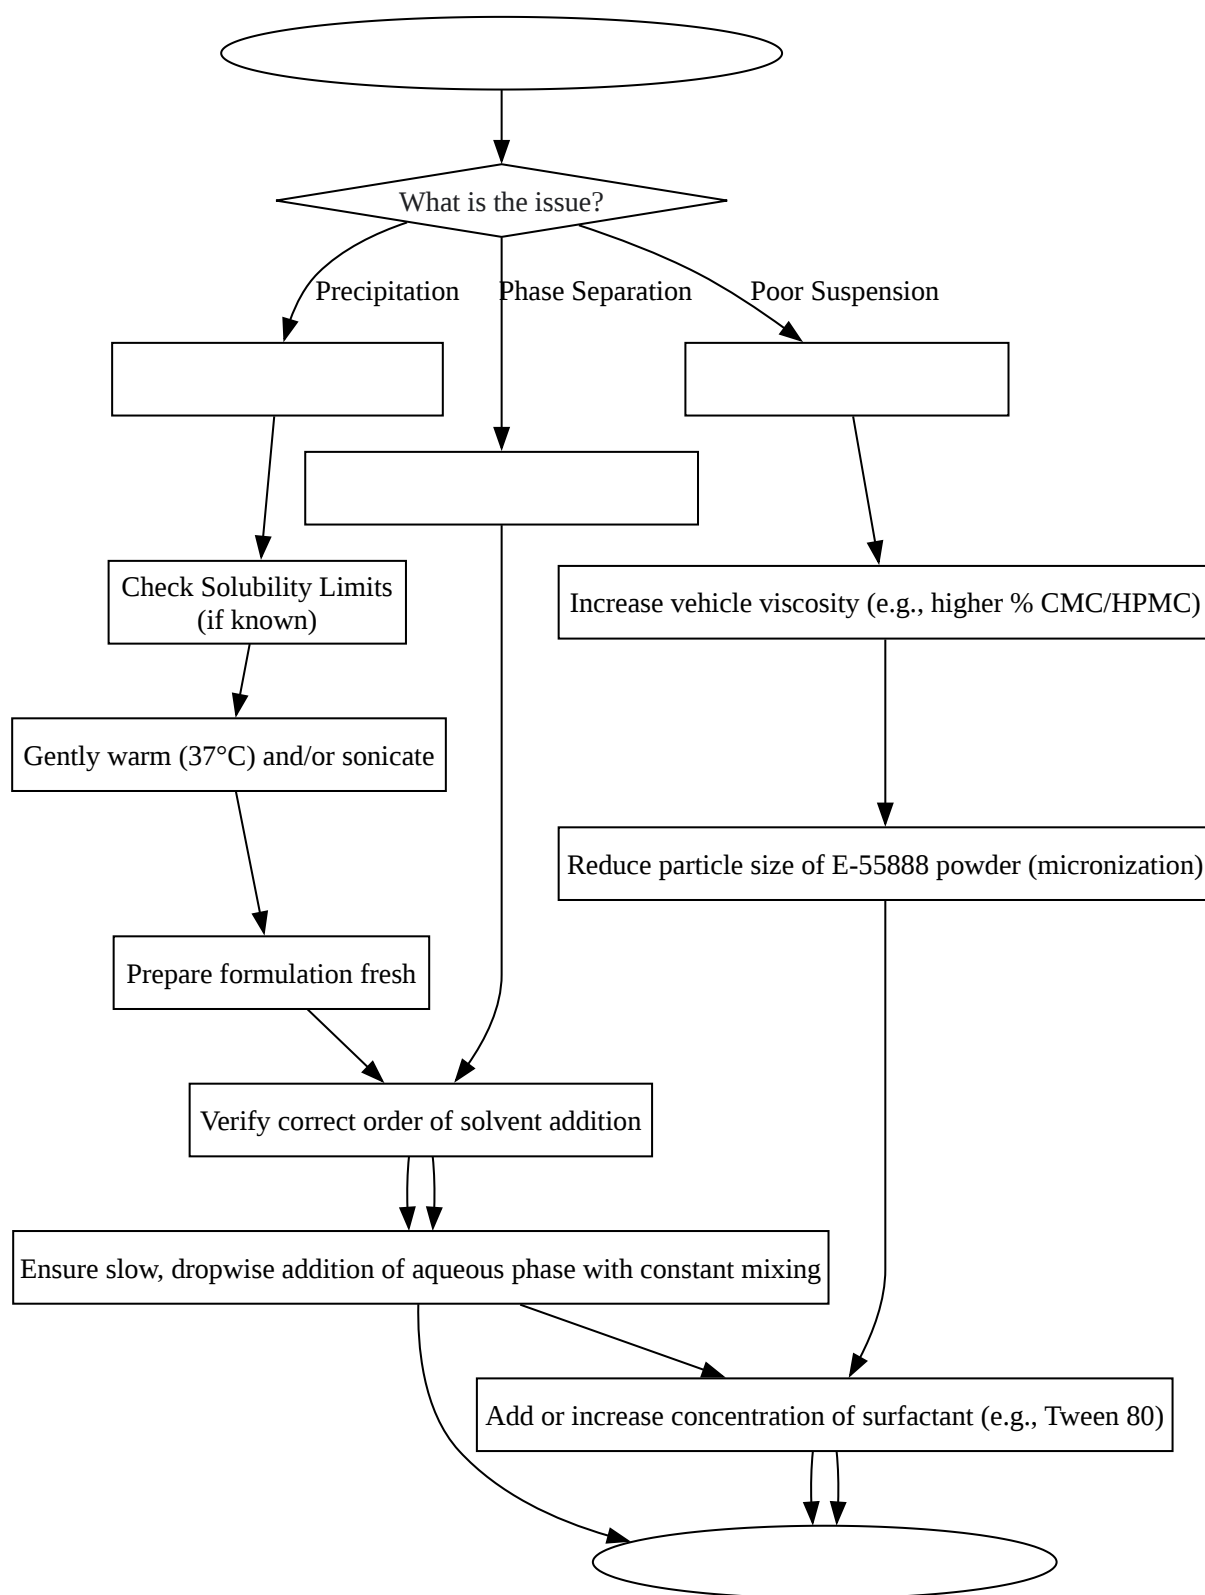 What is the issue?
Precipitation
Phase Separation
Poor Suspension
Check Solubility Limits
(if known)
Increase vehicle viscosity (e.g., higher % CMC/HPMC)
Gently warm (37°C) and/or sonicate
Reduce particle size of E-55888 powder (micronization)
Prepare formulation fresh
Verify correct order of solvent addition
Ensure slow, dropwise addition of aqueous phase with constant mixing
Add or increase concentration of surfactant (e.g., Tween 80)